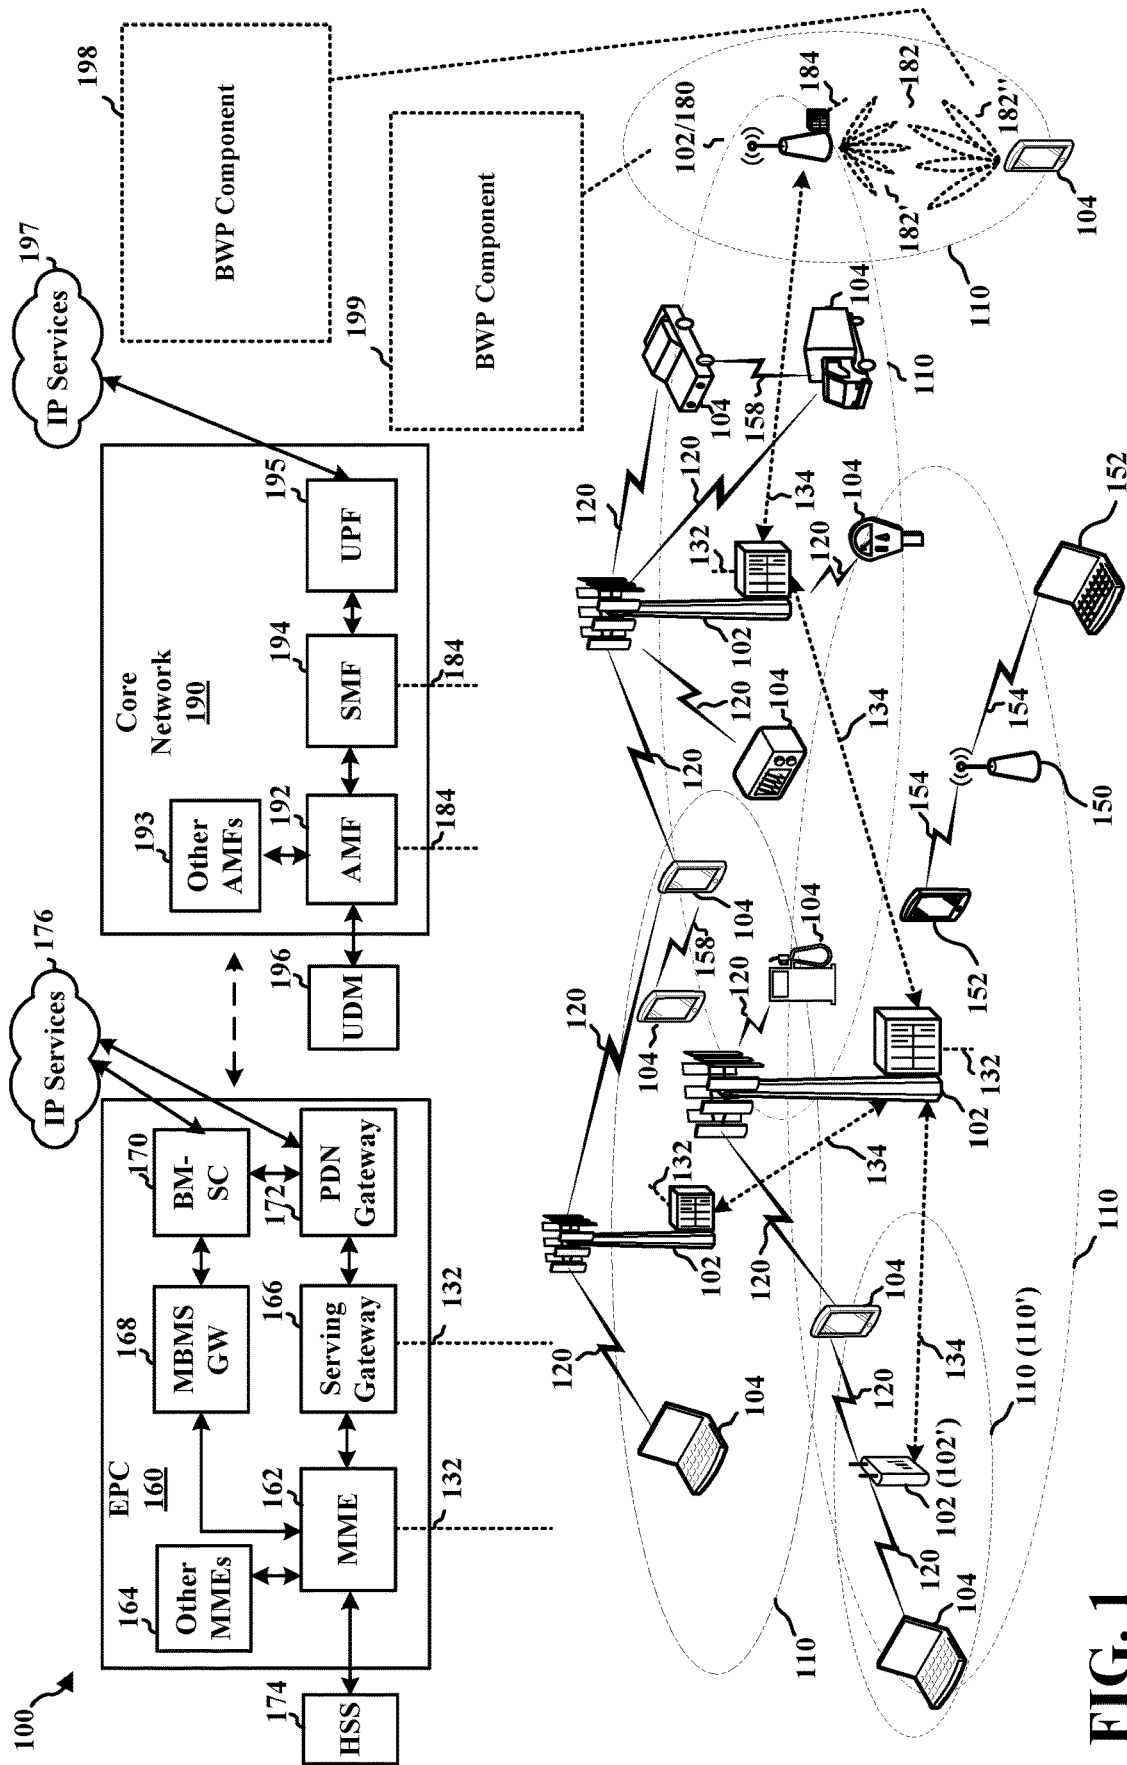 100
176
IP Services
197
IP Services
198
BWP Component
199
BWP Component
EPC
160
164
Other
MMEs
168
MBMS
GW
170
BM-
SC
162
MME
166
Serving
Gateway
172
PDN
Gateway
174
HSS
132
132
Core
Network
190
193
Other
AMFs
192
AMF
194
SMF
195
UPF
196
UDM
184
184
120
120
120
120
120
104
158
104
110
102/180
184
182
182'
182''
104
110
132
102
134
120
104
120
104
104
104
158
104
120
104
120
132
102
134
104
120
132
102
134
110
104
120
102 (102')
120
104
134
110 (110')
110
152
154
150
154
152
FIG. 1